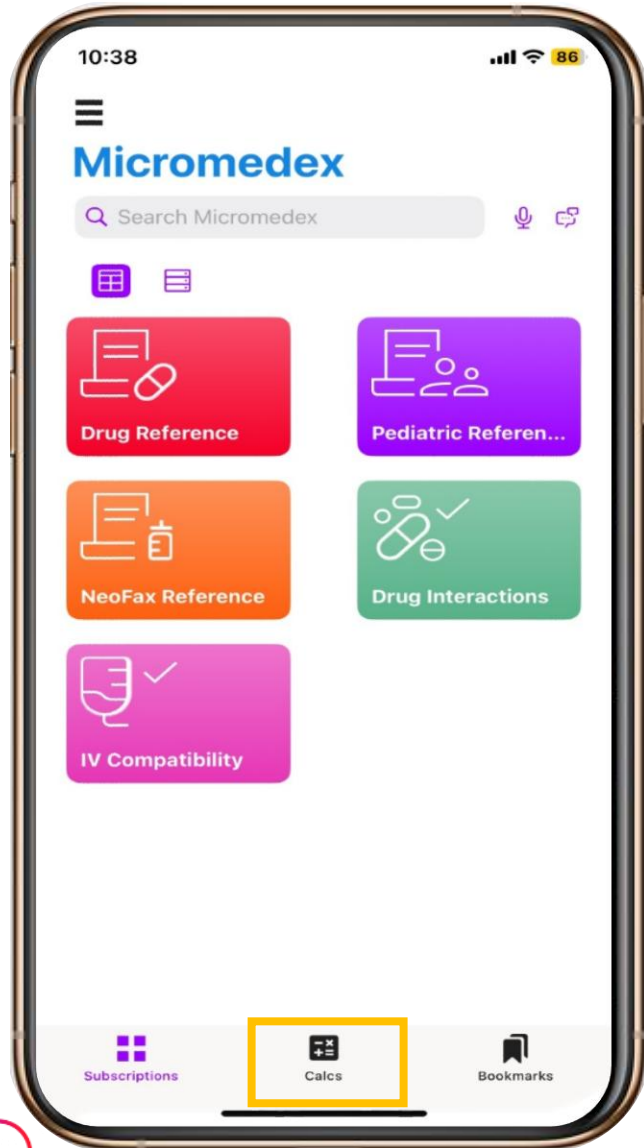 10:38
86
Micromedex
Search Micromedex
Drug Reference
Pediatric Referen...
NeoFax Reference
Drug Interactions
IV Compatibility
Subscriptions
Calcs
Bookmarks